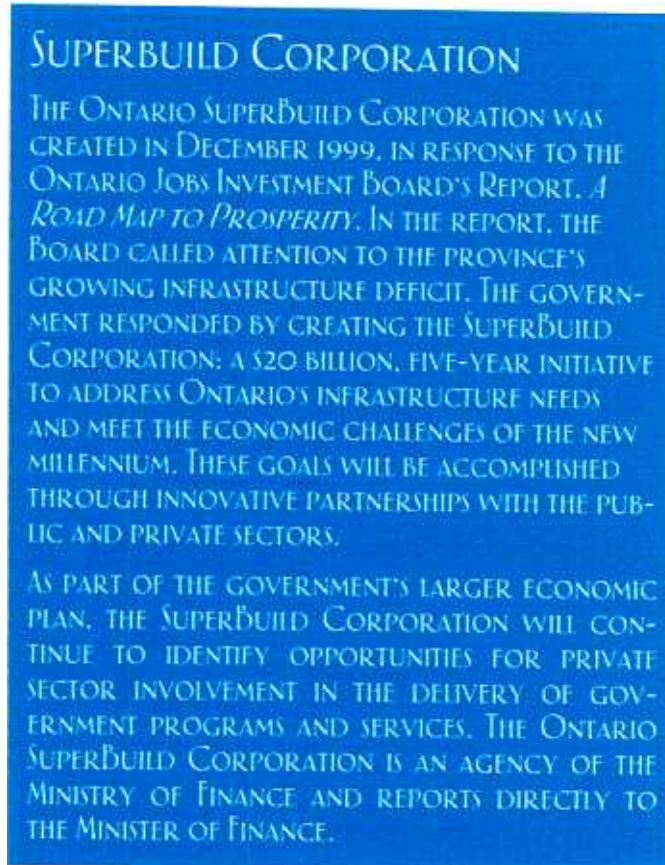 SUPERBUILD CORPORATION
THE ONTARIO SUPERBUILD CORPORATION WAS
CREATED IN DECEMBER 1999, IN RESPONSE TO THE
ONTARIO JOBS INVESTMENT BOARD'S REPORT, A
ROAD MAP TO PROSPERITY. IN THE REPORT, THE
BOARD CALLED ATTENTION TO THE PROVINCE'S
GROWING INFRASTRUCTURE DEFICIT. THE GOVERN-
MENT RESPONDED BY CREATING THE SUPERBUILD
CORPORATION: A $20 BILLION, FIVE-YEAR INITIATIVE
TO ADDRESS ONTARIO'S INFRASTRUCTURE NEEDS
AND MEET THE ECONOMIC CHALLENGES OF THE NEW
MILLENNIUM. THESE GOALS WILL BE ACCOMPLISHED
THROUGH INNOVATIVE PARTNERSHIPS WITH THE PUB-
LIC AND PRIVATE SECTORS.
AS PART OF THE GOVERNMENT'S LARGER ECONOMIC
PLAN, THE SUPERBUILD CORPORATION WILL CON-
TINUE TO IDENTIFY OPPORTUNITIES FOR PRIVATE
SECTOR INVOLVEMENT IN THE DELIVERY OF GOV-
ERNMENT PROGRAMS AND SERVICES. THE ONTARIO
SUPERBUILD CORPORATION IS AN AGENCY OF THE
MINISTRY OF FINANCE AND REPORTS DIRECTLY TO
THE MINISTER OF FINANCE.